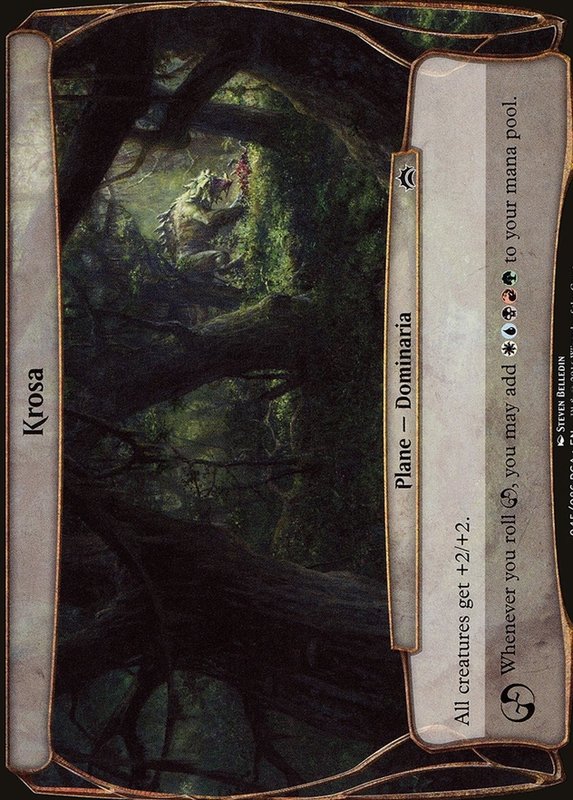 Krosa
Plane — Dominaria
All creatures get +2/+2.
Whenever you roll , you may add to your mana pool.
STEVEN BELLEDIN